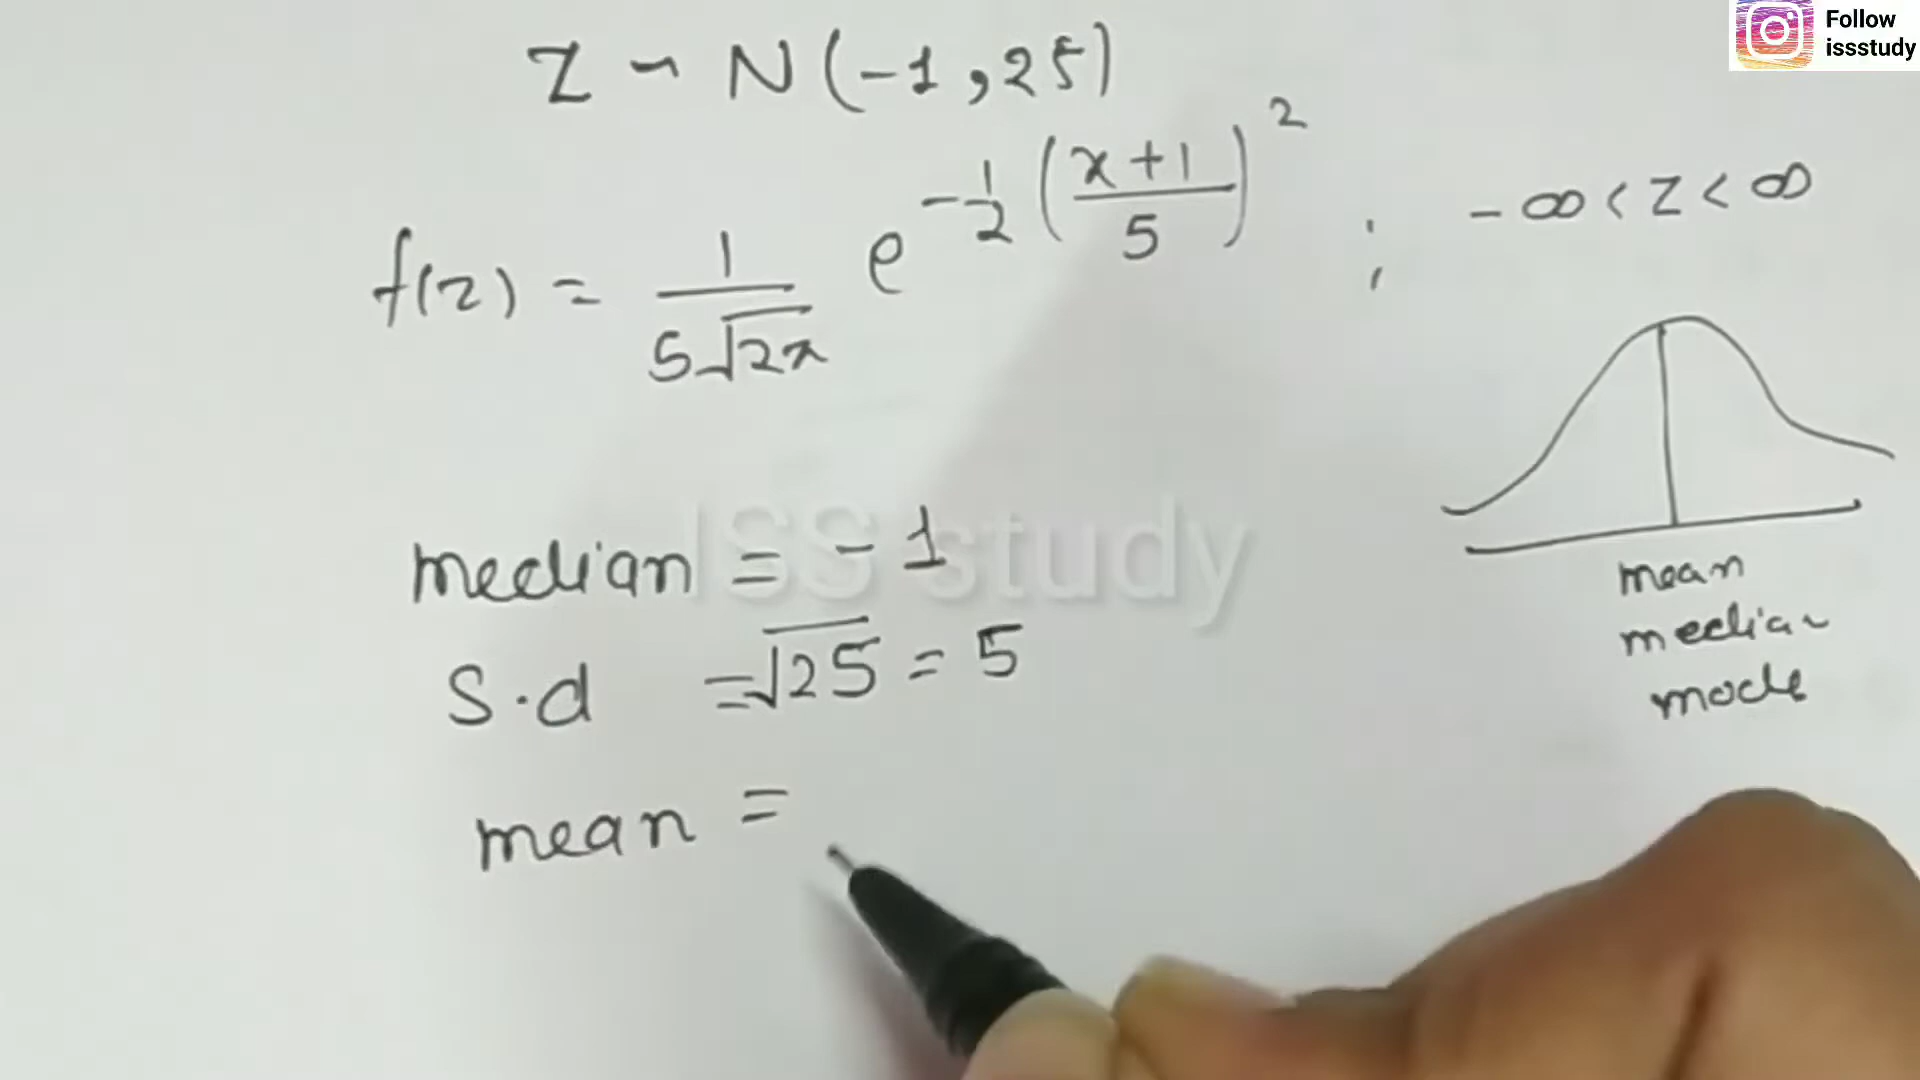 Follow
issstudy
Z ~ N(-1,25)
f(z) = 1/(5√2π) e^(-1/2 ((x+1)/5)^2) ; -∞<z<∞
median = -1
S.d = √25 = 5
mean =
mean
median
mode
ISS study